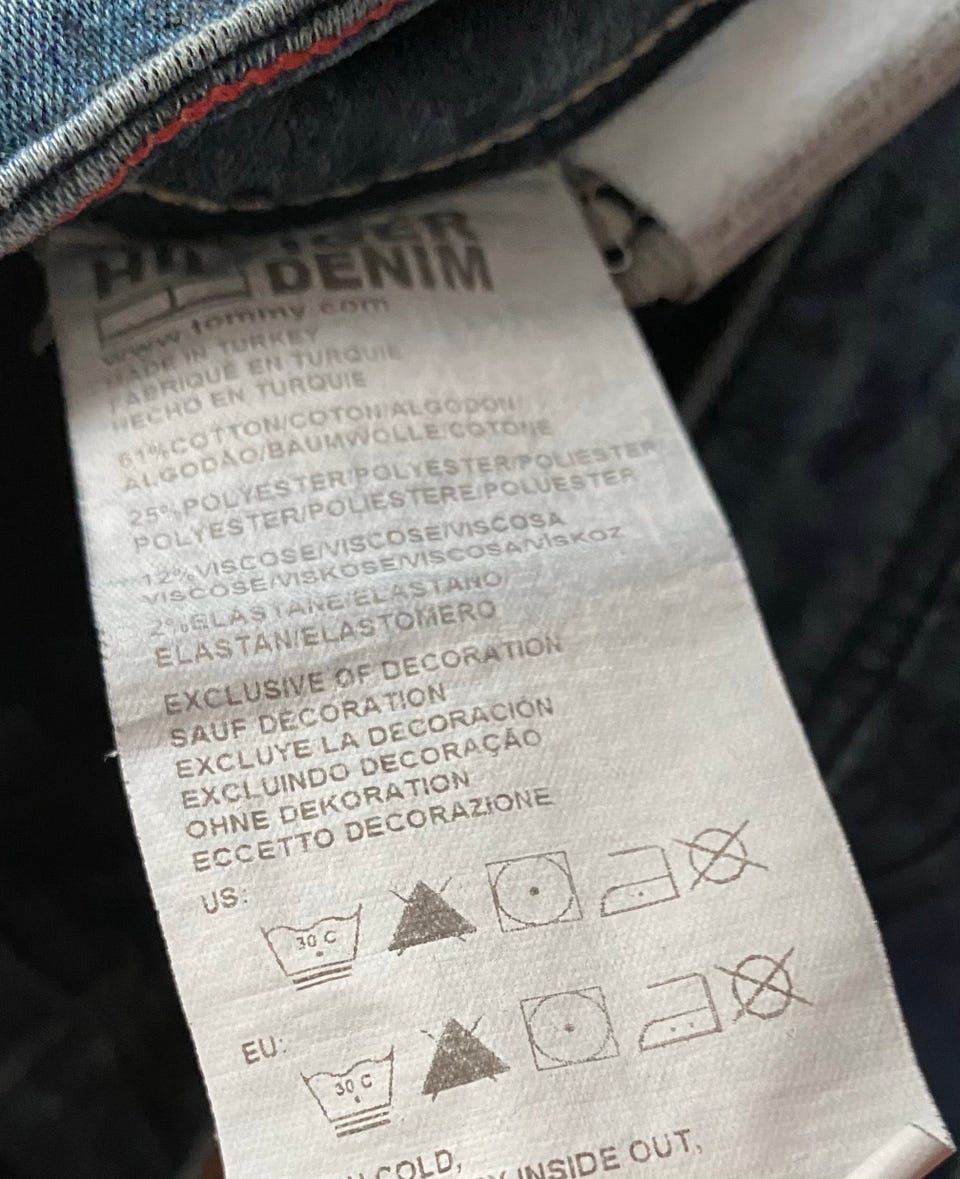 DENIM
www.tommy.com
MADE IN TURKEY
FABRIQUÉ EN TURQUIE
HECHO EN TURQUIE
61%COTTON/COTON/ALGODON/
ALGODÃO/BAUMWOLLE/COTONE
25%POLYESTER/POLYESTER/POLIESTER/
POLYESTER/POLIESTERE/POLUESTER
12%VISCOSE/VISCOSE/VISCOSA
VISCOSE/VISKOSE/VISCOSA/VISKOZ
2%ELASTANE/ELASTANO/
ELASTAN/ELASTOMERO
EXCLUSIVE OF DECORATION
SAUF DECORATION
EXCLUYE LA DECORACION
EXCLUINDO DECORAÇÃO
OHNE DEKORATION
ECCETTO DECORAZIONE
US:
30 C
EU:
30 C
COLD,
INSIDE OUT,